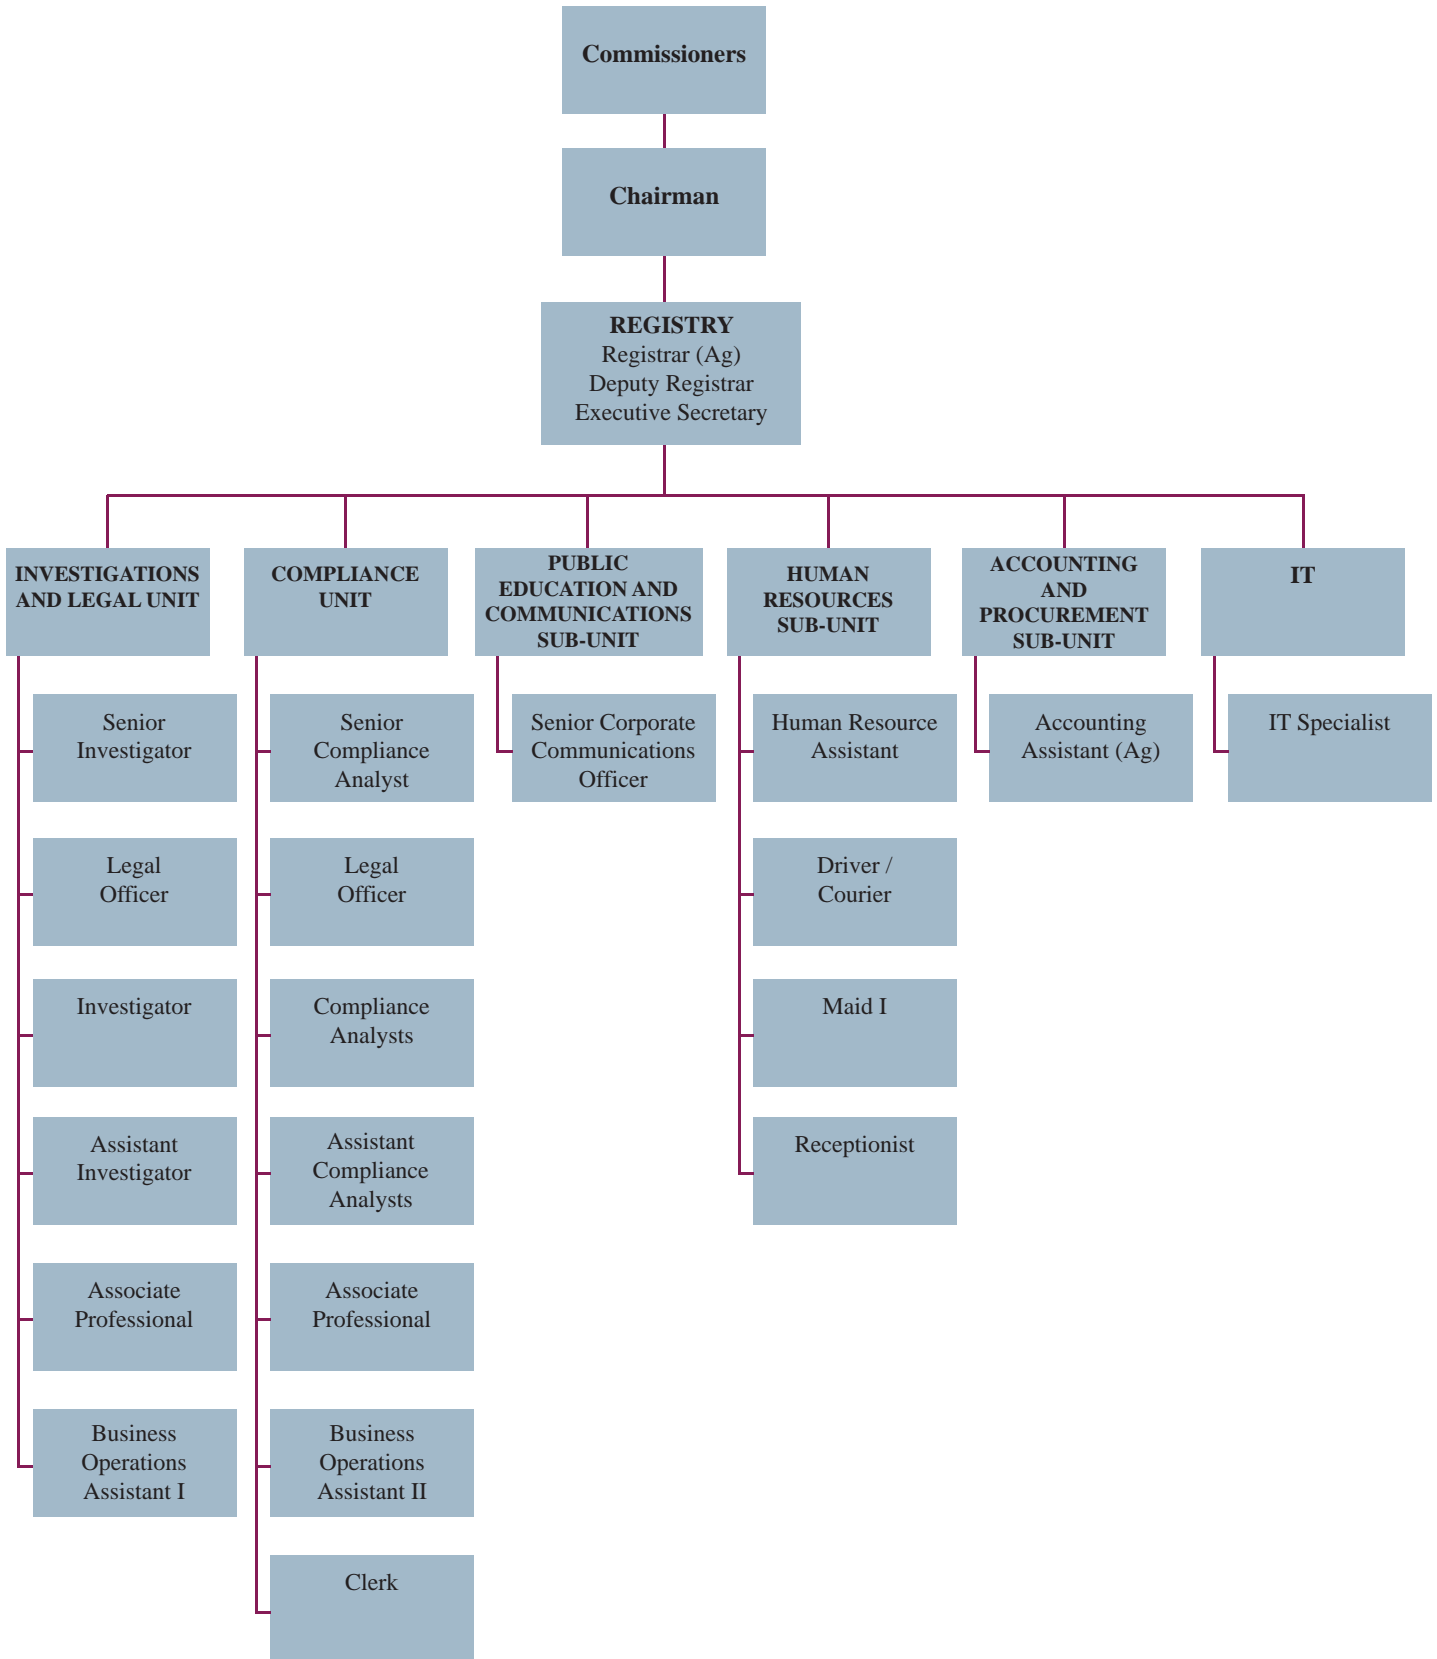 Commissioners
Chairman
REGISTRY
Registrar (Ag)
Deputy Registrar
Executive Secretary
INVESTIGATIONS
AND LEGAL UNIT
COMPLIANCE
UNIT
PUBLIC
EDUCATION AND
COMMUNICATIONS
SUB-UNIT
HUMAN
RESOURCES
SUB-UNIT
ACCOUNTING
AND
PROCUREMENT
SUB-UNIT
IT
Senior
Investigator
Legal
Officer
Investigator
Assistant
Investigator
Associate
Professional
Business
Operations
Assistant I
Senior
Compliance
Analyst
Legal
Officer
Compliance
Analysts
Assistant
Compliance
Analysts
Associate
Professional
Business
Operations
Assistant II
Clerk
Senior Corporate
Communications
Officer
Human Resource
Assistant
Driver /
Courier
Maid I
Receptionist
Accounting
Assistant (Ag)
IT Specialist